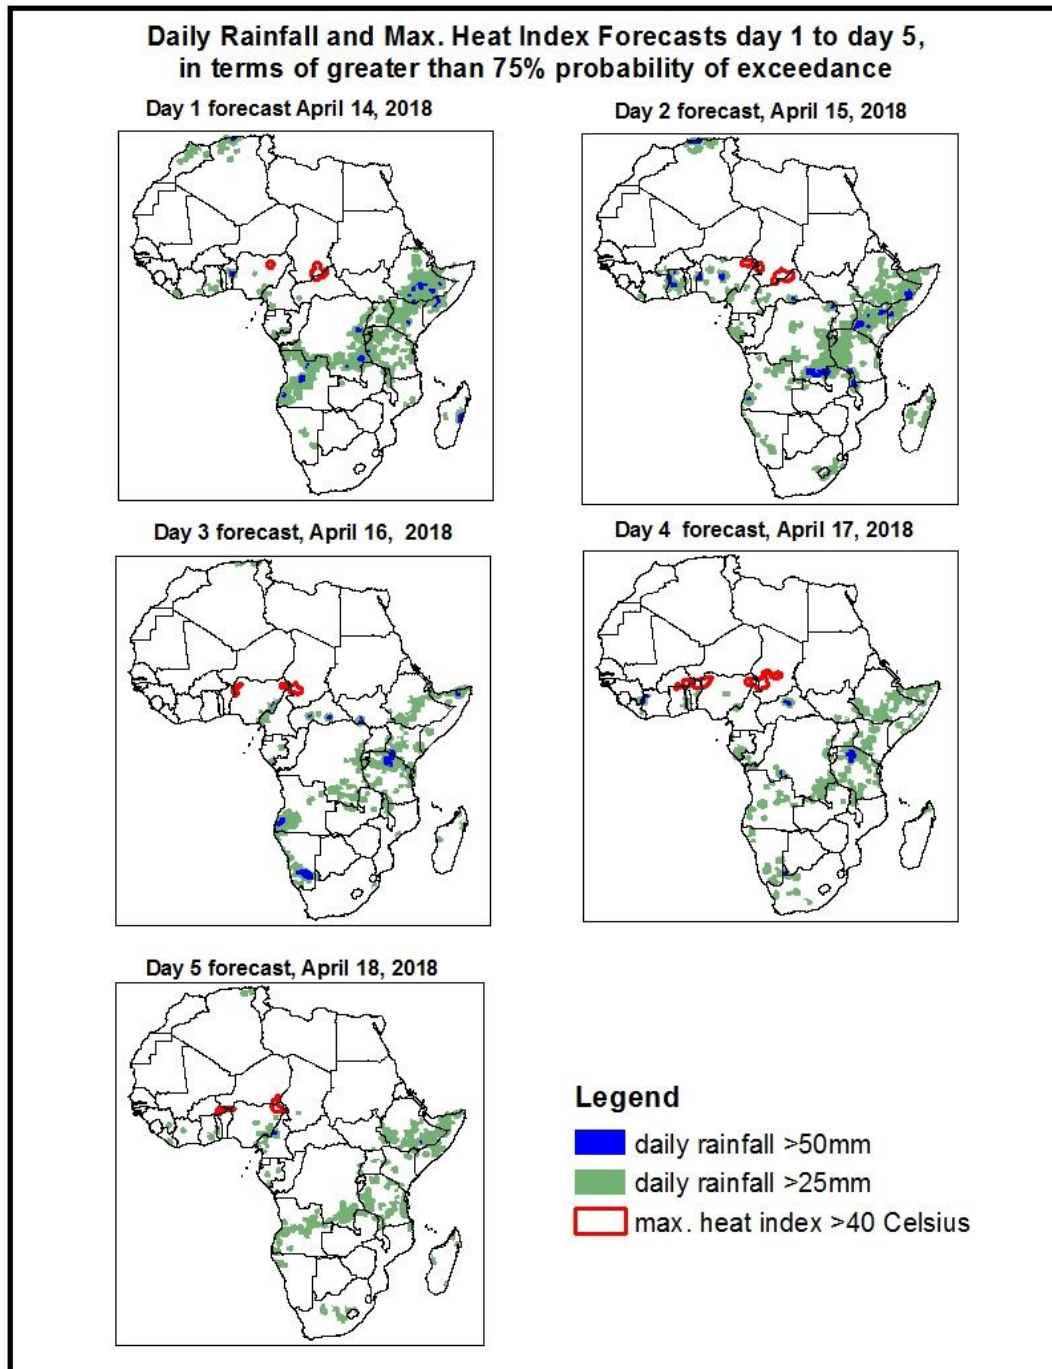 Daily Rainfall and Max. Heat Index Forecasts day 1 to day 5,
in terms of greater than 75% probability of exceedance
Day 1 forecast April 14, 2018
Day 2 forecast, April 15, 2018
Day 3 forecast, April 16, 2018
Day 4 forecast, April 17, 2018
Day 5 forecast, April 18, 2018
Legend
daily rainfall >50mm
daily rainfall >25mm
max. heat index >40 Celsius